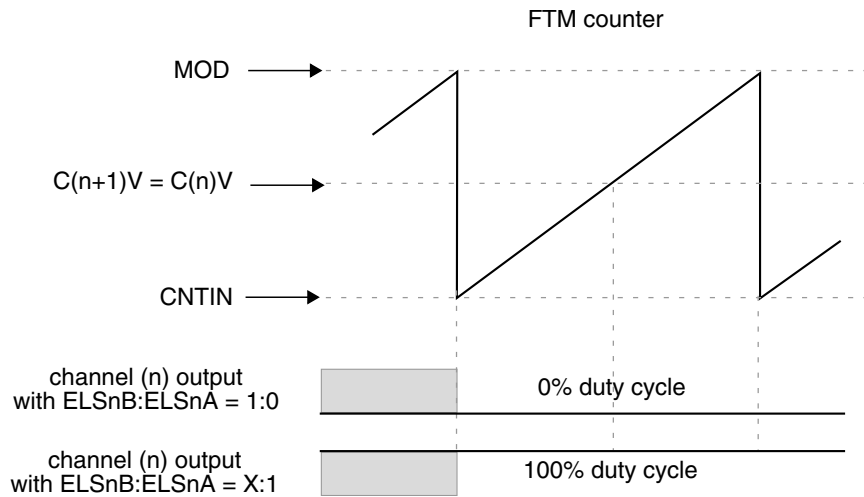 FTM counter
MOD
C(n+1)V = C(n)V
CNTIN
channel (n) output
with ELSnB:ELSnA = 1:0
0% duty cycle
channel (n) output
with ELSnB:ELSnA = X:1
100% duty cycle